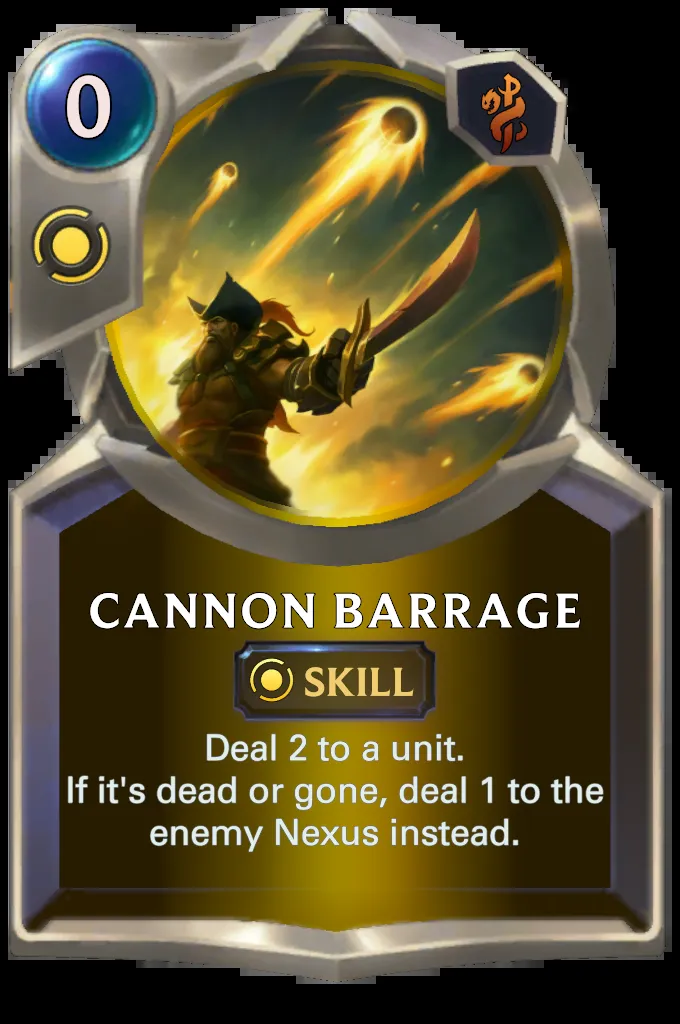 0
CANNON BARRAGE
SKILL
Deal 2 to a unit.
If it's dead or gone, deal 1 to the
enemy Nexus instead.